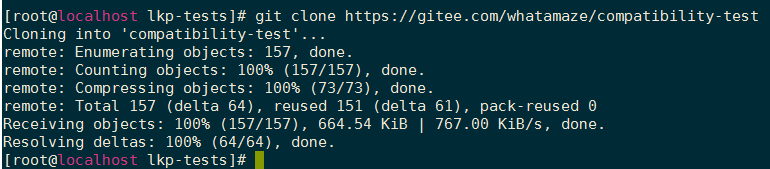 [root@localhost lkp-tests]# git clone https://gitee.com/whatamaze/compatibility-test
Cloning into 'compatibility-test'...
remote: Enumerating objects: 157, done.
remote: Counting objects: 100% (157/157), done.
remote: Compressing objects: 100% (73/73), done.
remote: Total 157 (delta 64), reused 151 (delta 61), pack-reused 0
Receiving objects: 100% (157/157), 664.54 KiB | 767.00 KiB/s, done.
Resolving deltas: 100% (64/64), done.
[root@localhost lkp-tests]#